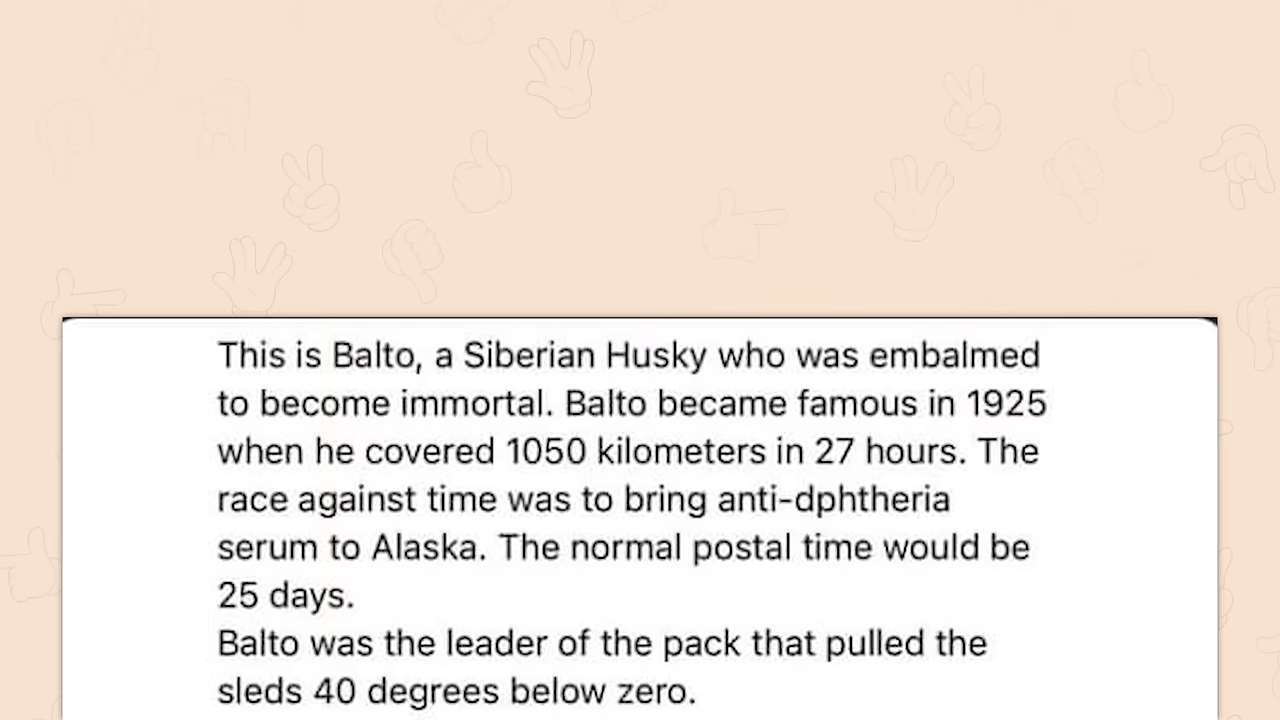 This is Balto, a Siberian Husky who was embalmed
to become immortal. Balto became famous in 1925
when he covered 1050 kilometers in 27 hours. The
race against time was to bring anti-dphtheria
serum to Alaska. The normal postal time would be
25 days.
Balto was the leader of the pack that pulled the
sleds 40 degrees below zero.